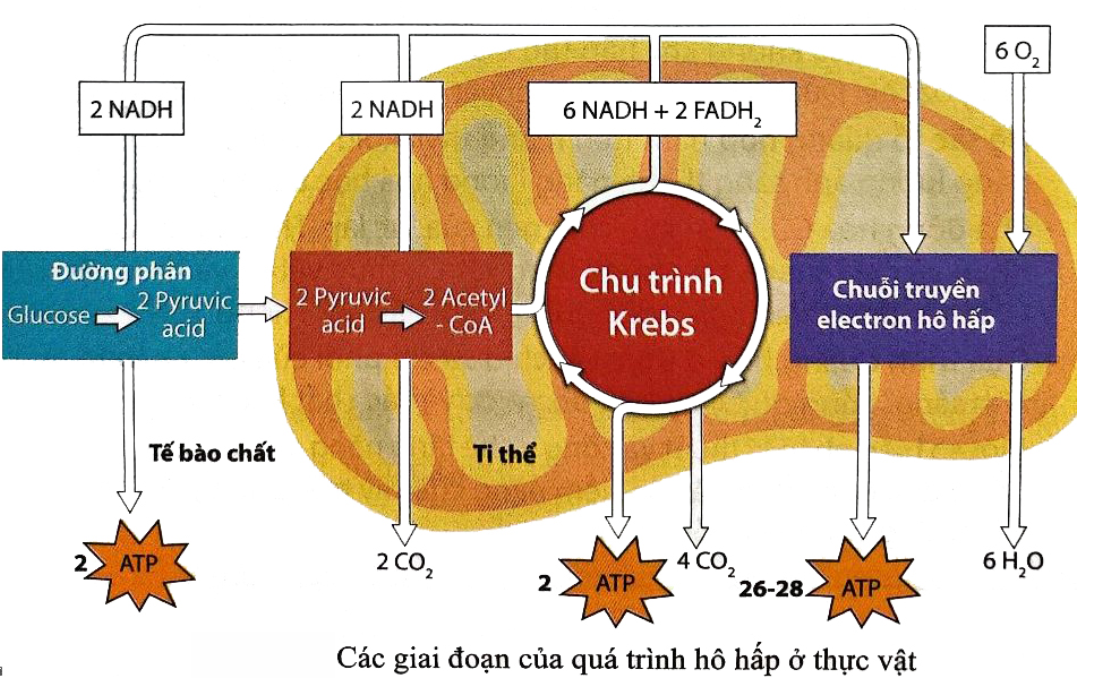 6 O₂
2 NADH
2 NADH
6 NADH + 2 FADH₂
Đường phân
Glucose
2 Pyruvic
acid
2 Pyruvic
acid
2 Acetyl
- CoA
Chu trình
Krebs
Chuỗi truyền
electron hô hấp
Tế bào chất
Ti thể
2 ATP
2 CO₂
2 ATP
4 CO₂
26-28 ATP
6 H₂O
Các giai đoạn của quá trình hô hấp ở thực vật